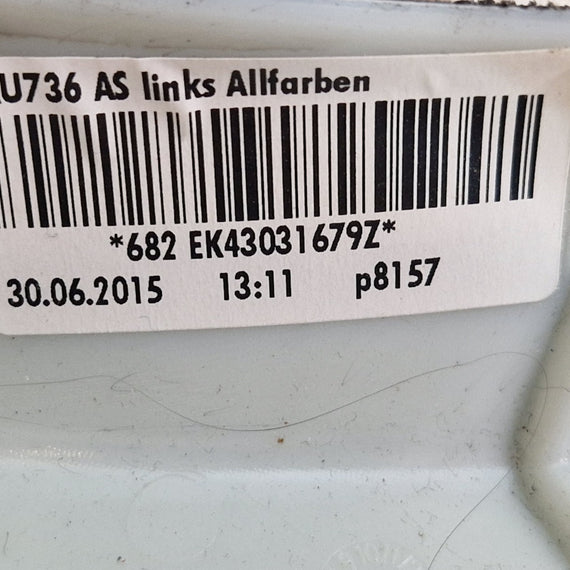 U736 AS links Allfarben
*682 EK43031679Z*
30.06.2015 13:11 p8157